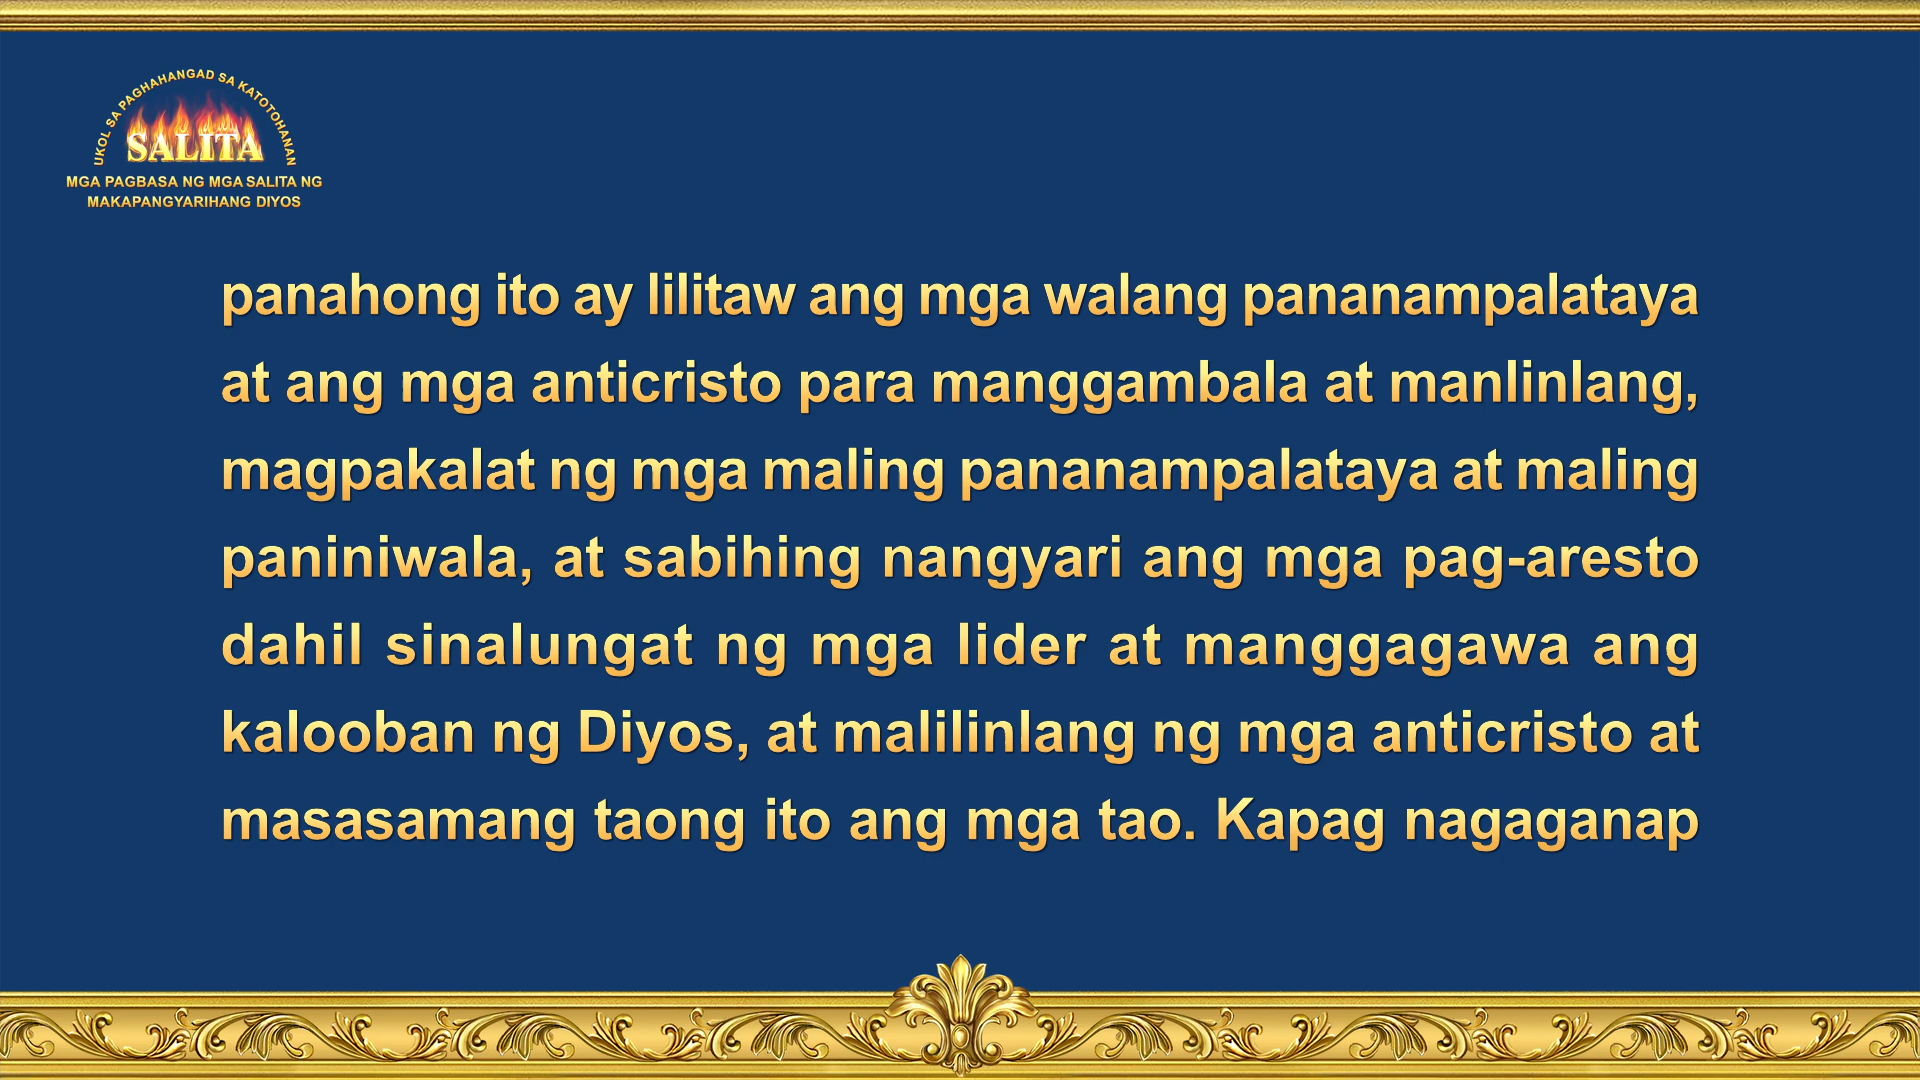 UKOL SA PAGHAHANGAD SA KATOTOHANAN
SALITA
MGA PAGBASA NG MGA SALITA NG
MAKAPANGYARIHANG DIYOS
panahong ito ay lilitaw ang mga walang pananampalataya
at ang mga anticristo para manggambala at manlinlang,
magpakalat ng mga maling pananampalataya at maling
paniniwala, at sabihing nangyari ang mga pag-aresto
dahil sinalungat ng mga lider at manggagawa ang
kalooban ng Diyos, at malilinlang ng mga anticristo at
masasamang taong ito ang mga tao. Kapag nagaganap